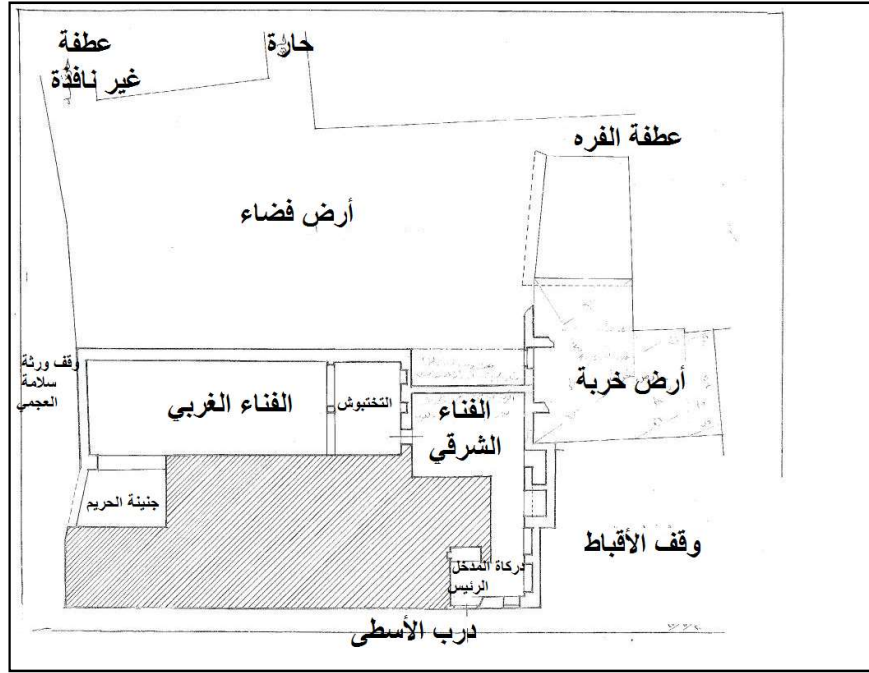 عطفة
غير نافذة
حارة
عطفة الفره
أرض فضاء
وقف ورثة
سلامة
العجمي
الفناء الغربي
التختبوش
الفناء
الشرقي
أرض خربة
جنينة الحريم
وقف الأقباط
دركاة المدخل
الرئيس
درب الأسطى